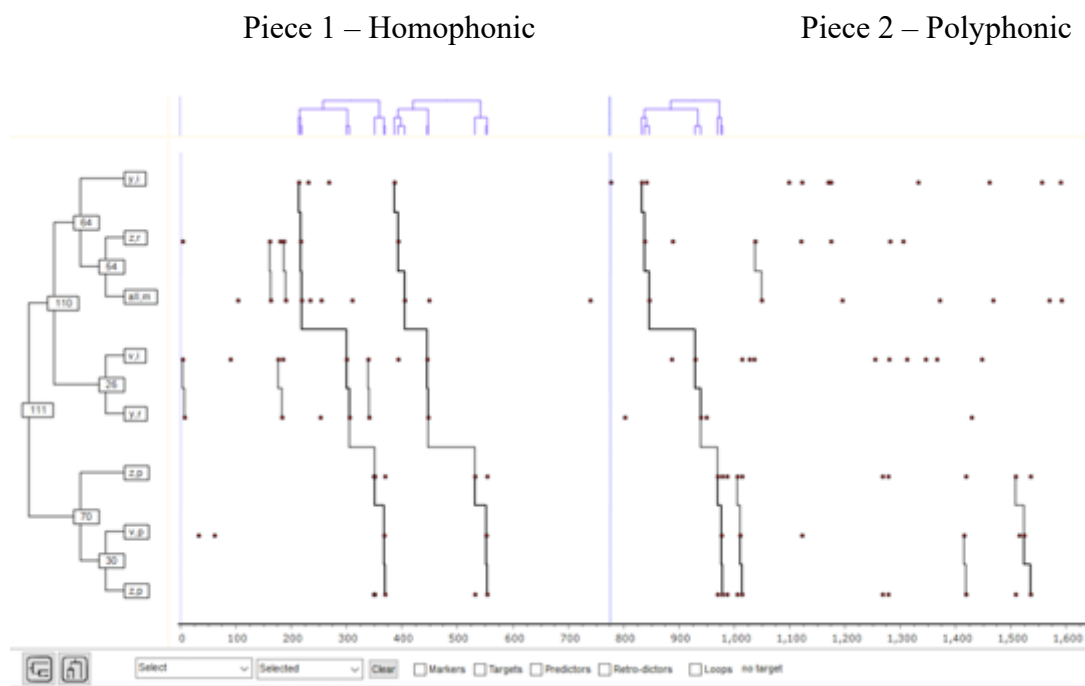 Piece 1 – Homophonic Piece 2 – Polyphonic
y,i
64
z,r
64
all,m
110
v,i
26
y,r
111
z,p
70
v,p
30
z,p
0 100 200 300 400 500 600 700 800 900 1,000 1,100 1,200 1,300 1,400 1,500 1,600
Select Selected Clear Markers Targets Predictors Retro-dictors Loops no target